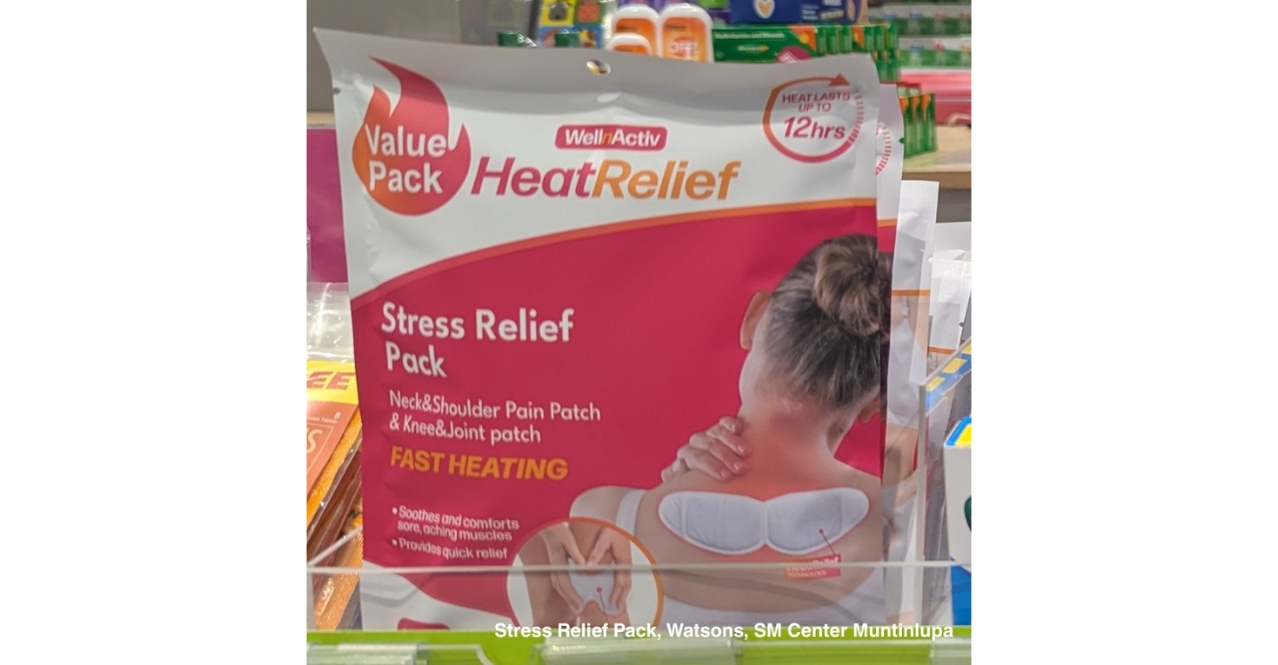 Value
Pack
WellnActiv
HeatRelief
HEAT LASTS
UP TO
12hrs
Stress Relief
Pack
Neck&Shoulder Pain Patch
& Knee&Joint patch
FAST HEATING
• Soothes and comforts
sore, aching muscles
• Provides quick relief
EE
Stress Relief Pack, Watsons, SM Center Muntinlupa